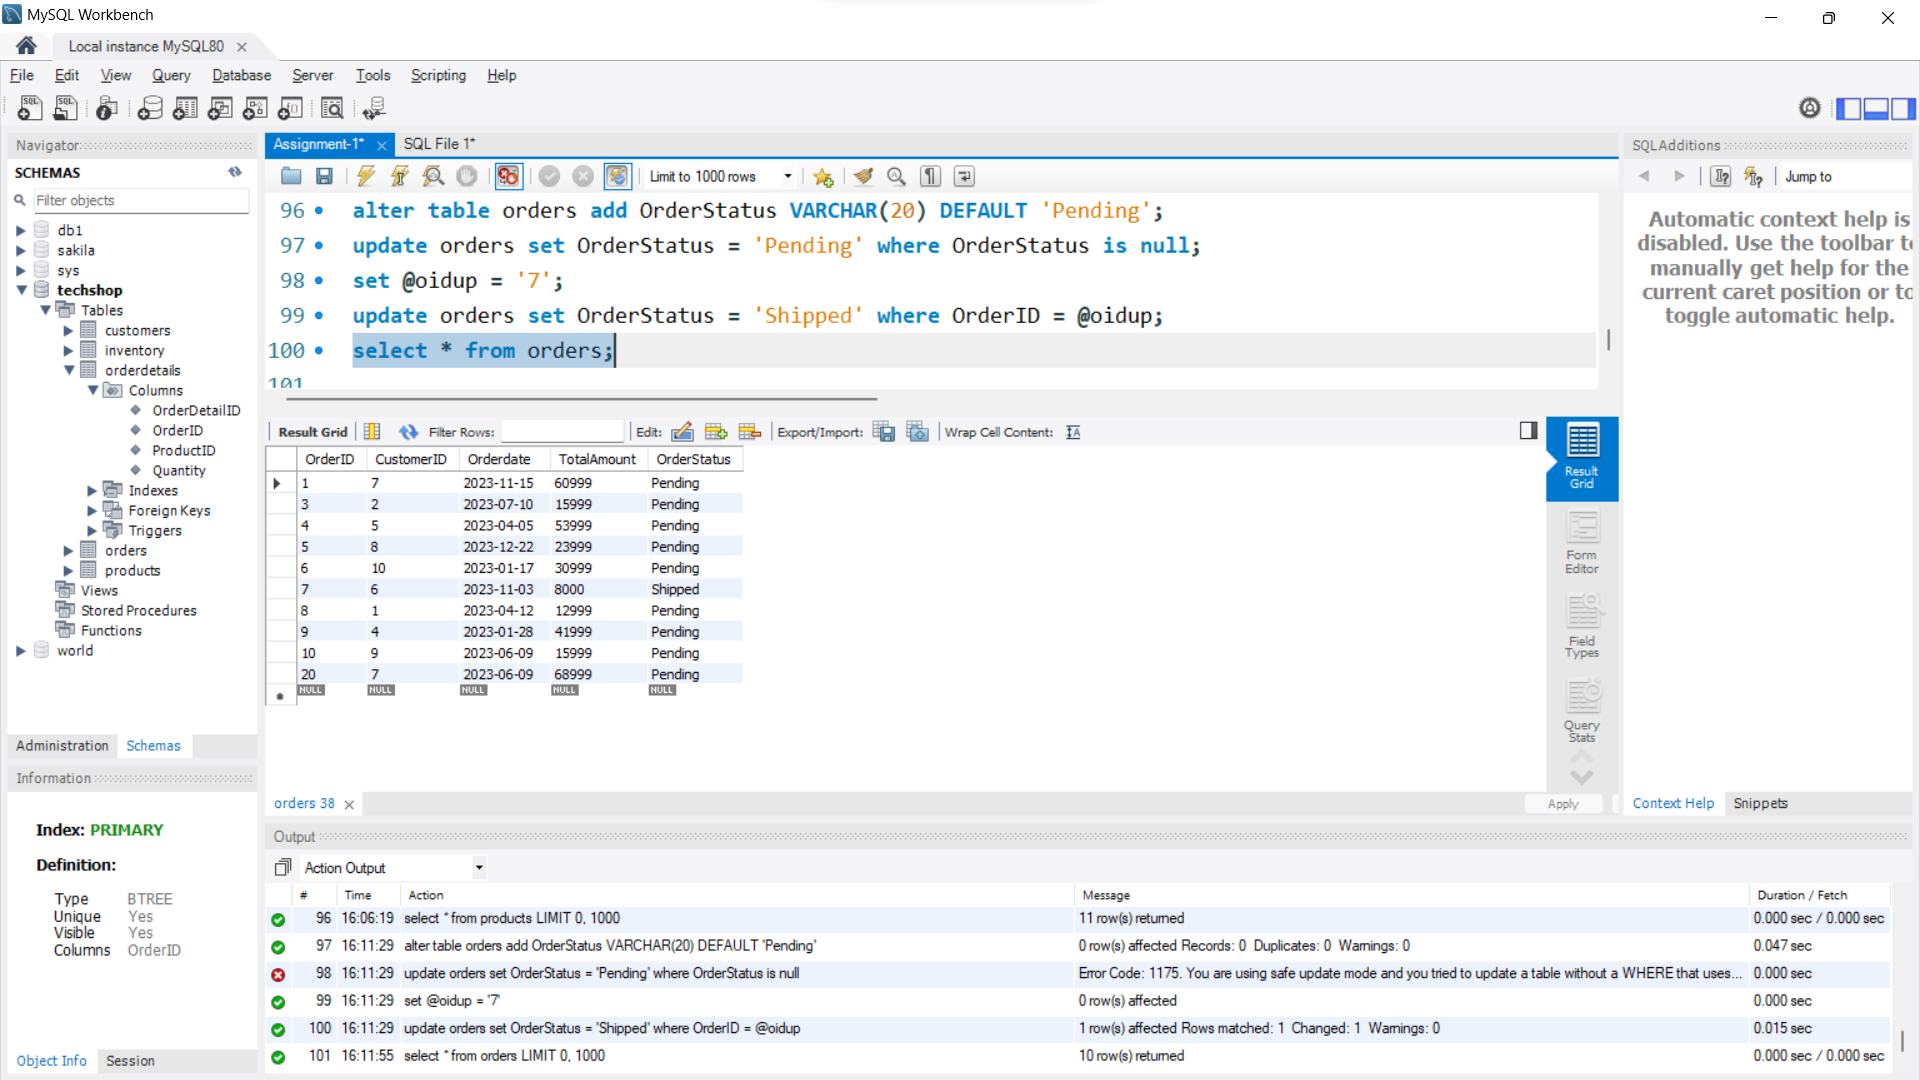 MySQL Workbench
Local instance MySQL80
File Edit View Query Database Server Tools Scripting Help
Navigator
SCHEMAS
Filter objects
db1
sakila
sys
techshop
Tables
customers
inventory
orderdetails
Columns
OrderDetailID
OrderID
ProductID
Quantity
Indexes
Foreign Keys
Triggers
orders
products
Views
Stored Procedures
Functions
world
Administration Schemas
Information
Index: PRIMARY
Definition:
Type BTREE
Unique Yes
Visible Yes
Columns OrderID
Object Info Session
Assignment-1* SQL File 1*
Limit to 1000 rows
96 alter table orders add OrderStatus VARCHAR(20) DEFAULT 'Pending';
97 update orders set OrderStatus = 'Pending' where OrderStatus is null;
98 set @oidup = '7';
99 update orders set OrderStatus = 'Shipped' where OrderID = @oidup;
100 select * from orders;
101
Result Grid Filter Rows: Edit: Export/Import: Wrap Cell Content:
OrderID CustomerID Orderdate TotalAmount OrderStatus
1 7 2023-11-15 60999 Pending
3 2 2023-07-10 15999 Pending
4 5 2023-04-05 53999 Pending
5 8 2023-12-22 23999 Pending
6 10 2023-01-17 30999 Pending
7 6 2023-11-03 8000 Shipped
8 1 2023-04-12 12999 Pending
9 4 2023-01-28 41999 Pending
10 9 2023-06-09 15999 Pending
20 7 2023-06-09 68999 Pending
NULL NULL NULL NULL NULL
Result
Grid
Form
Editor
Field
Types
Query
Stats
orders 38
Apply
SQLAdditions
Jump to
Automatic context help is
disabled. Use the toolbar t
manually get help for the
current caret position or to
toggle automatic help.
Context Help Snippets
Output
Action Output
# Time Action Message Duration / Fetch
96 16:06:19 select * from products LIMIT 0, 1000 11 row(s) returned 0.000 sec / 0.000 sec
97 16:11:29 alter table orders add OrderStatus VARCHAR(20) DEFAULT 'Pending' 0 row(s) affected Records: 0 Duplicates: 0 Warnings: 0 0.047 sec
98 16:11:29 update orders set OrderStatus = 'Pending' where OrderStatus is null Error Code: 1175. You are using safe update mode and you tried to update a table without a WHERE that uses... 0.000 sec
99 16:11:29 set @oidup = '7' 0 row(s) affected 0.000 sec
100 16:11:29 update orders set OrderStatus = 'Shipped' where OrderID = @oidup 1 row(s) affected Rows matched: 1 Changed: 1 Warnings: 0 0.015 sec
101 16:11:55 select * from orders LIMIT 0, 1000 10 row(s) returned 0.000 sec / 0.000 sec